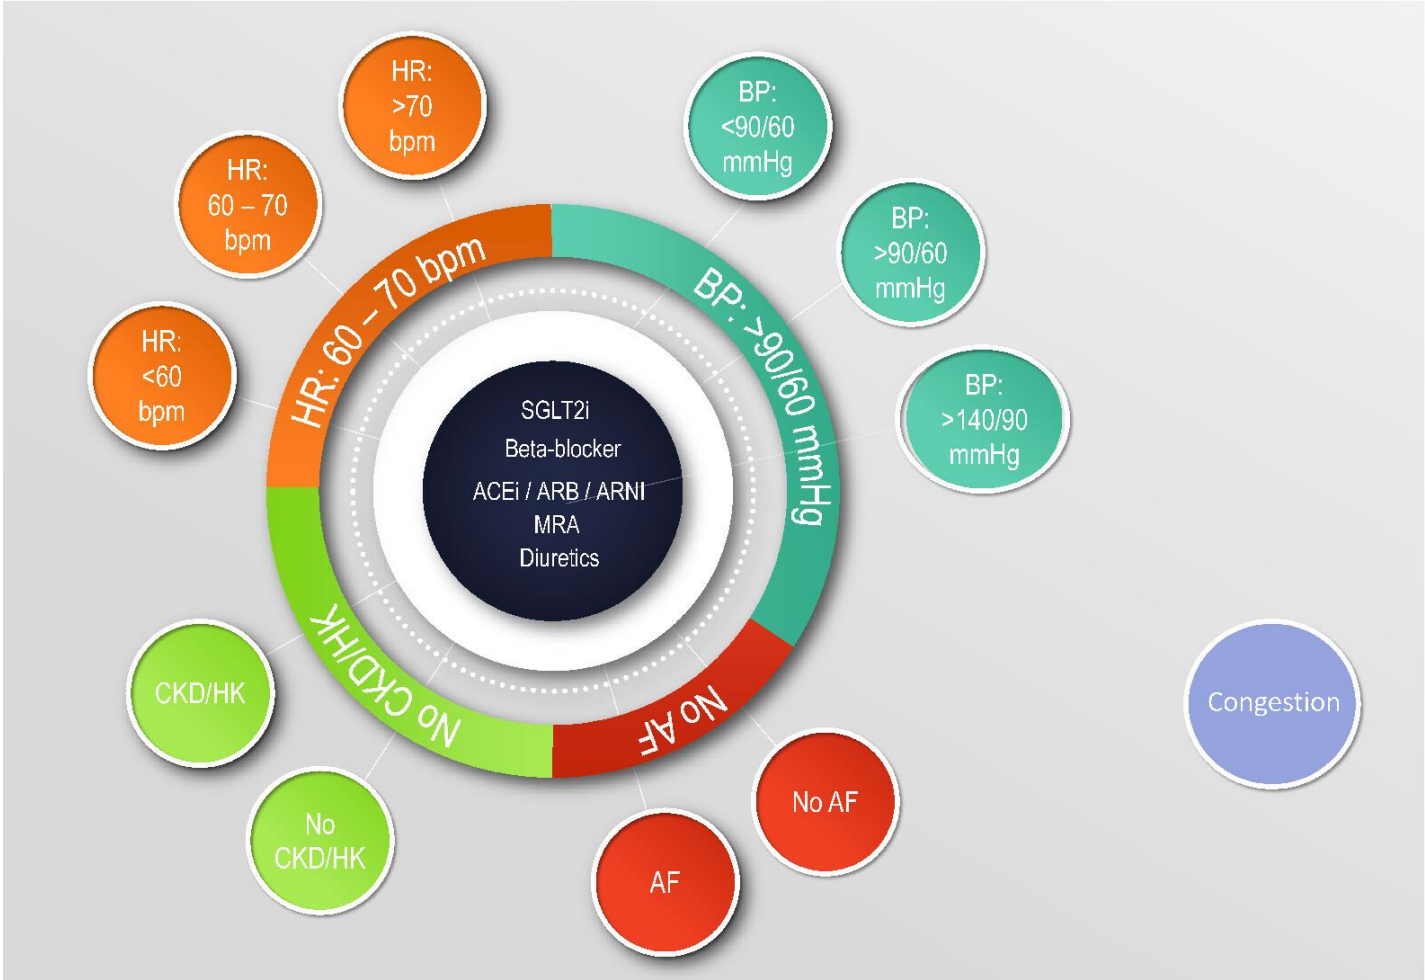 HR:
>70
bpm
BP:
<90/60
mmHg
HR:
60 – 70
bpm
BP:
>90/60
mmHg
HR:
<60
bpm
BP:
>140/90
mmHg
HR: 60 – 70 bpm
BP: >90/60 mmHg
SGLT2i
Beta-blocker
ACEi / ARB / ARNI
MRA
Diuretics
No CKD/HK
No AF
CKD/HK
Congestion
No
CKD/HK
No AF
AF